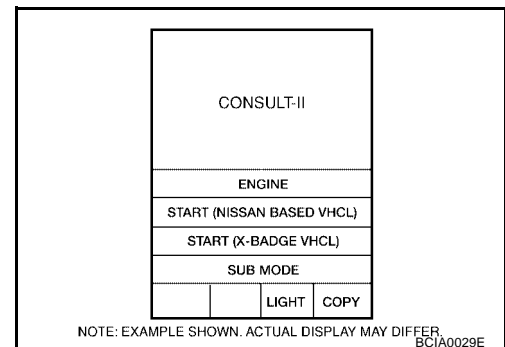 CONSULT-II
ENGINE
START (NISSAN BASED VHCL)
START (X-BADGE VHCL)
SUB MODE
LIGHT COPY
NOTE: EXAMPLE SHOWN. ACTUAL DISPLAY MAY DIFFER.
BCIA0029E